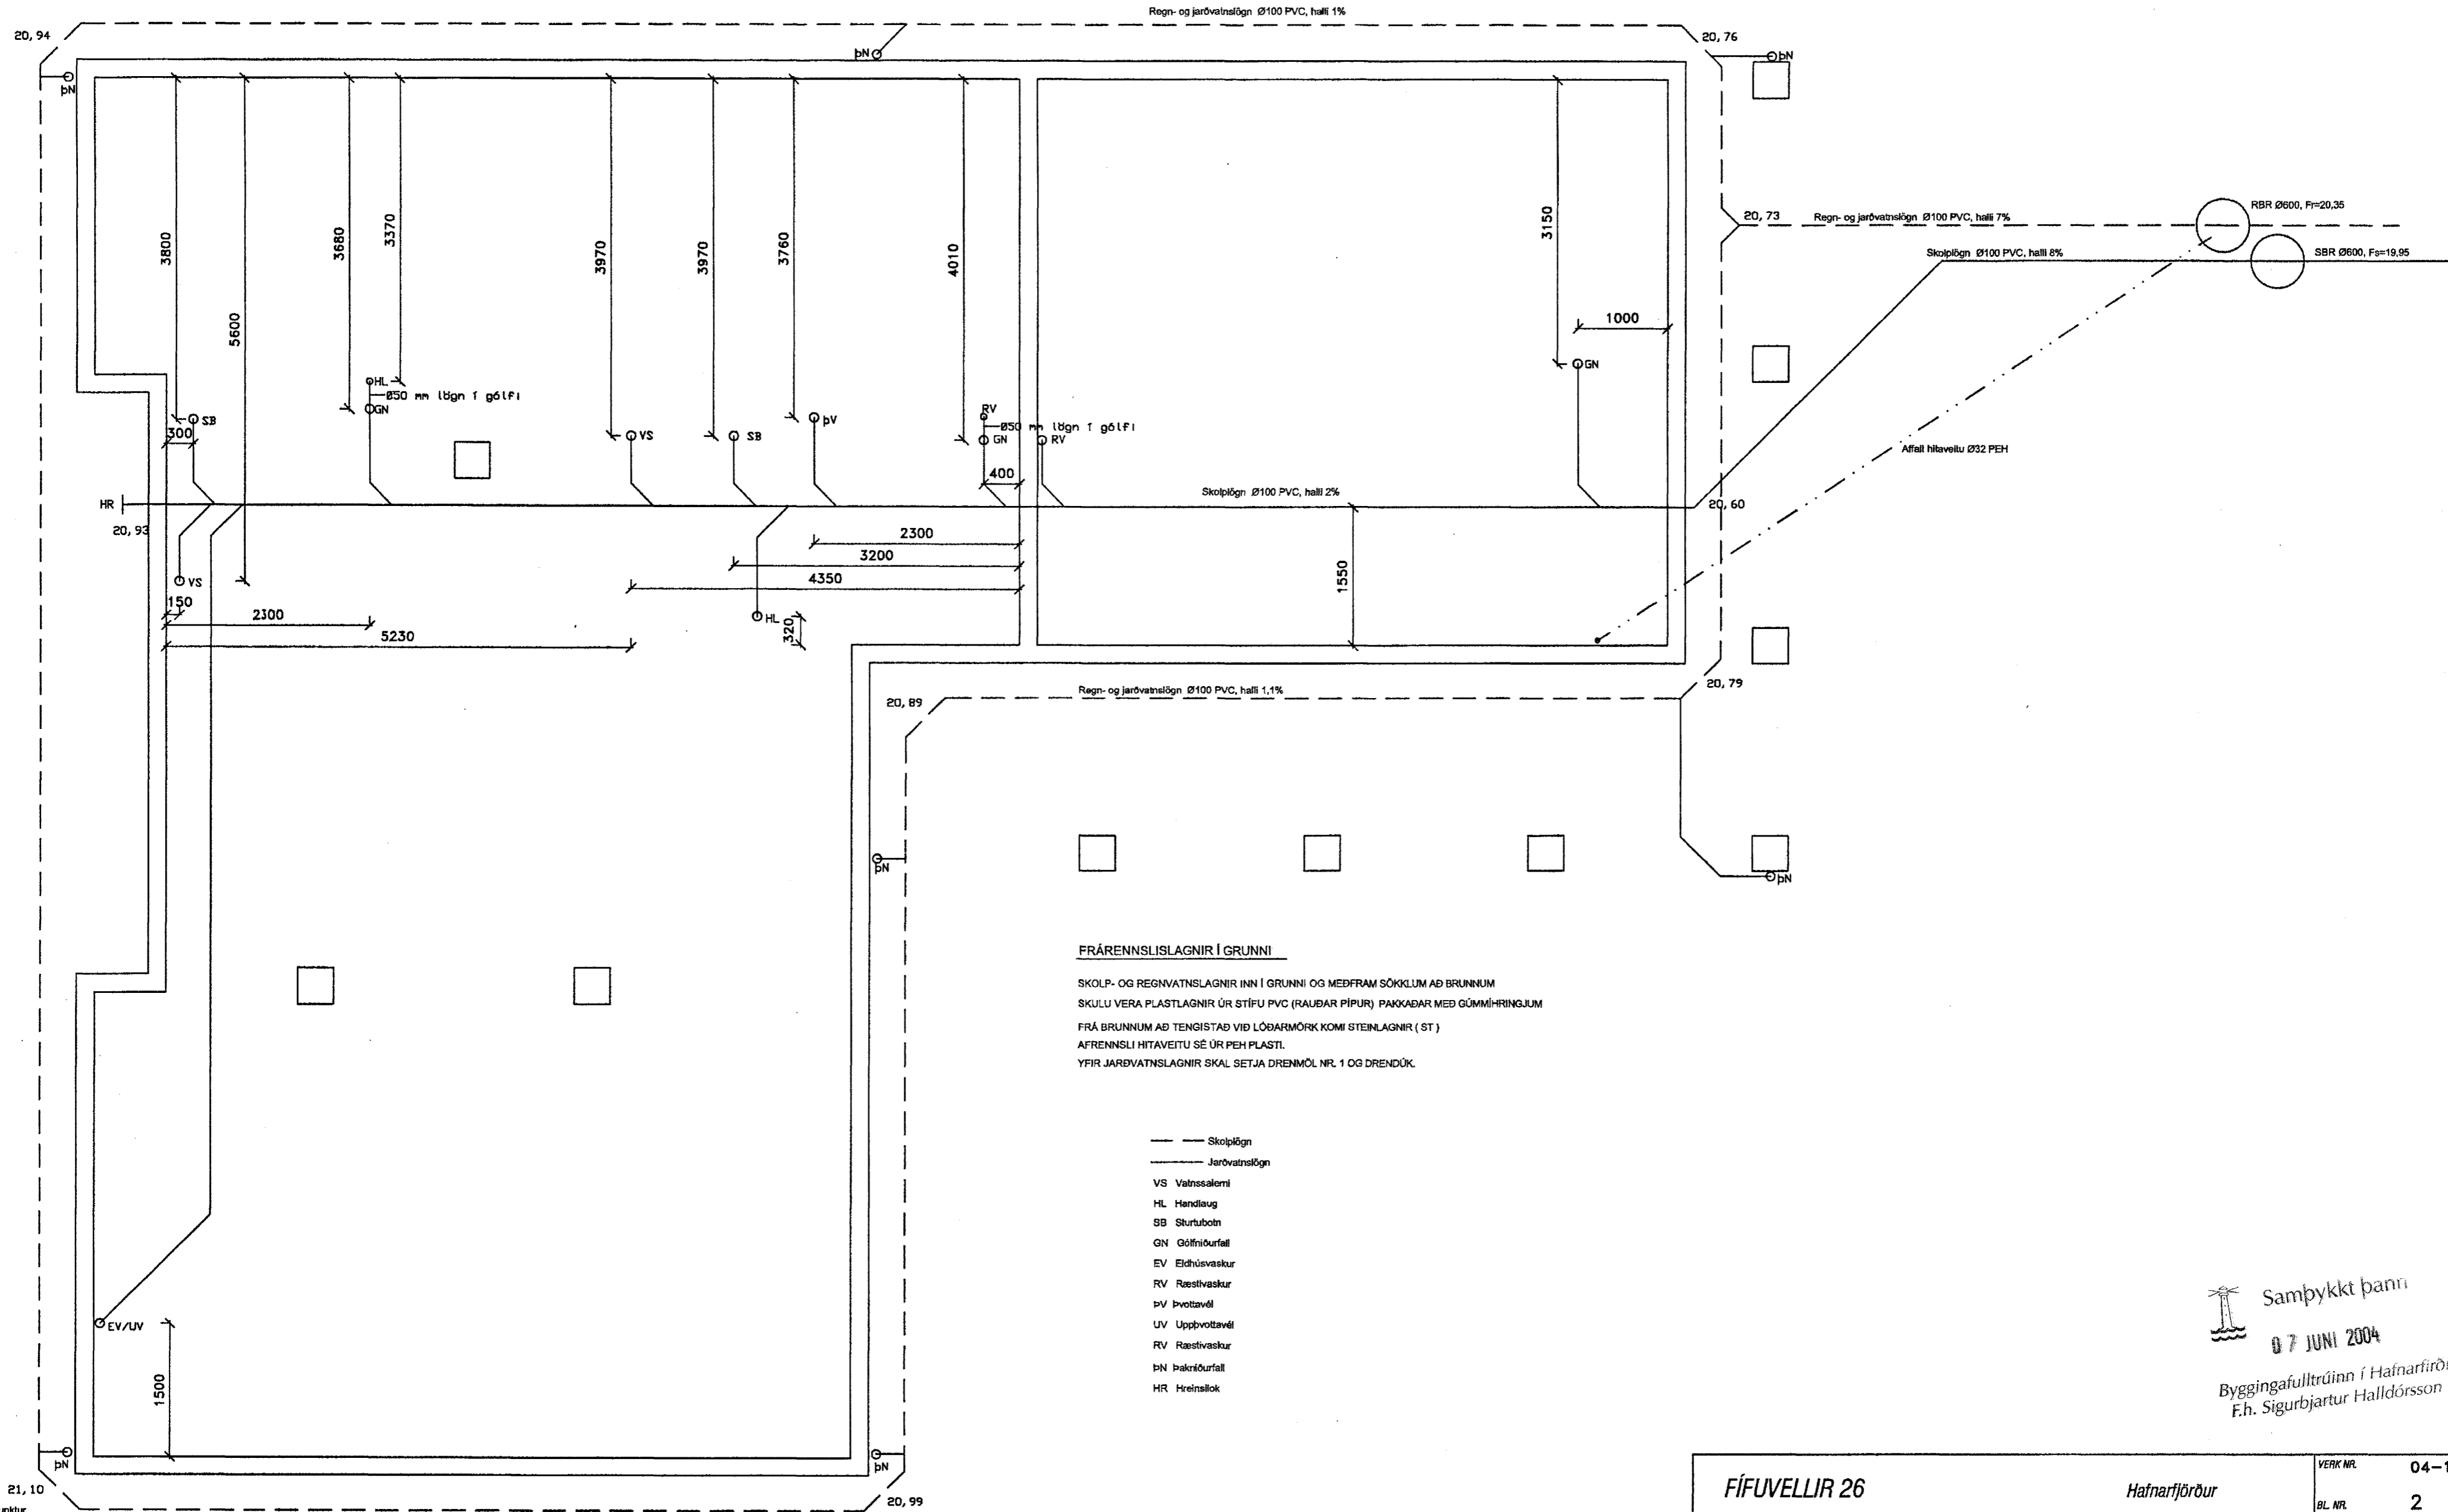 Regn- og jarðvatnslögn Ø100 PVC, halli 1%
20,94
20,76
þN
þN
þN
3800
5600
3680
3370
3970
3970
3760
4010
3150
1000
20,73
Regn- og jarðvatnslögn Ø100 PVC, halli 7%
RBR Ø600, Fr=20,35
Skolplögn Ø100 PVC, halli 8%
SBR Ø600, Fs=19,95
HL
Ø50 mm lögn í gólfi
GN
SB
300
VS
SB
þV
RV
Ø50 mm lögn í gólfi
GN
RV
GN
400
Affall hitaveitu Ø32 PEH
HR
20,93
Skolplögn Ø100 PVC, halli 2%
20,60
VS
150
2300
5230
2300
3200
4350
HL
320
1550
Regn- og jarðvatnslögn Ø100 PVC, halli 1,1%
20,89
20,79
þN
þN
FRÁRENNSLISLAGNIR Í GRUNNI
SKOLP- OG REGNVATNSLAGNIR INN Í GRUNNI OG MEÐFRAM SÖKKLUM AÐ BRUNNUM
SKULU VERA PLASTLAGNIR ÚR STÍFU PVC (RAUÐAR PÍPUR) PAKKAÐAR MEÐ GÚMMÍHRINGJUM
FRÁ BRUNNUM AÐ TENGISTAÐ VIÐ LÓÐARMÖRK KOMI STEINLAGNIR ( ST )
AFRENNSLI HITAVEITU SÉ ÚR PEH PLASTI.
YFIR JARÐVATNSLAGNIR SKAL SETJA DRENMÖL NR. 1 OG DRENDÚK.
Skolplögn
Jarðvatnslögn
VS Vatnssalerni
HL Handlaug
SB Sturtubotn
GN Gólfniðurfall
EV Eldhúsvaskur
RV Ræstivaskur
þV Þvottavél
UV Uppþvottavél
RV Ræstivaskur
þN Þakniðurfall
HR Hreinsilok
EV/UV
1500
þN
þN
21,10
20,99
Samþykkt þann
07 JUNI 2004
Byggingafulltrúinn í Hafnarfirði
F.h. Sigurbjartur Halldórsson
FÍFUVELLIR 26
Hafnarfjörður
VERK NR.
04-1
BL. NR.
2